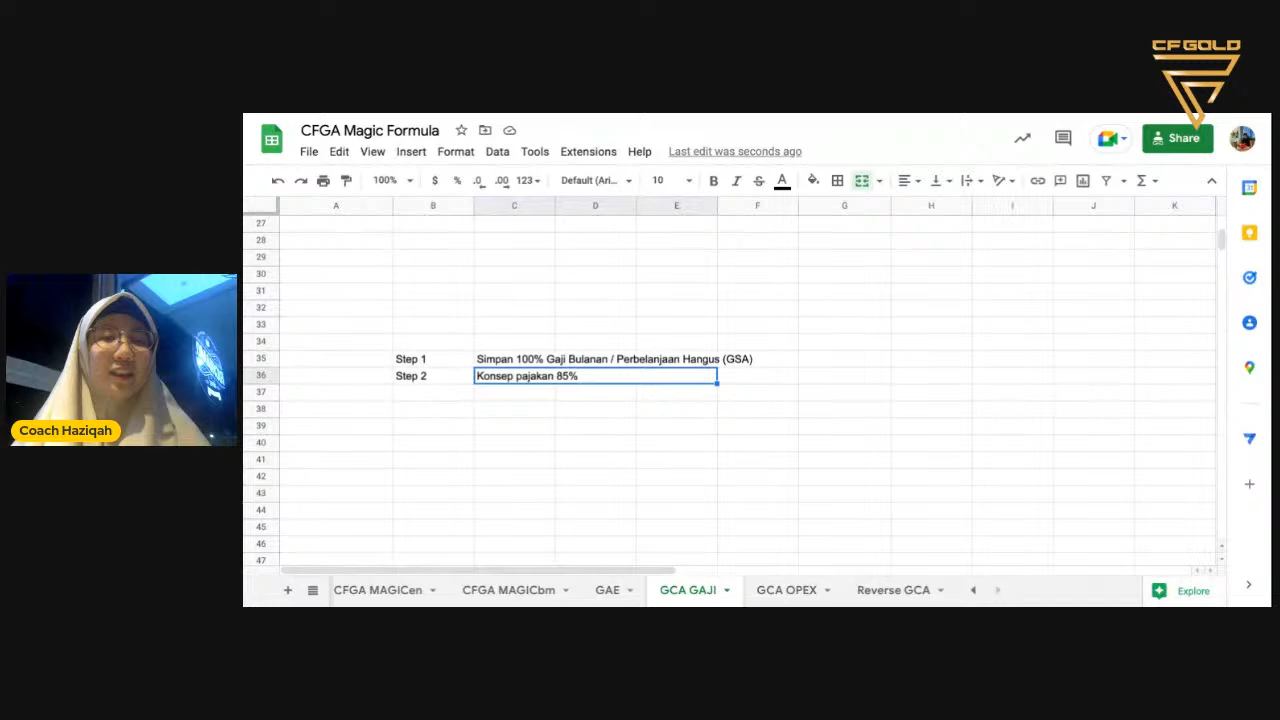 CFGOLD
CFGA Magic Formula
Share
File Edit View Insert Format Data Tools Extensions Help Last edit was seconds ago
100% $ % .0 .00 123 Default (Ari... 10 B I S A
A B C D E F G H I J K
27
28
29
30
31
32
33
34
35 Step 1 Simpan 100% Gaji Bulanan / Perbelanjaan Hangus (GSA)
36 Step 2 Konsep pajakan 85%
37
38
39
40
41
42
43
44
45
46
47
Coach Haziqah
CFGA MAGICen CFGA MAGICbm GAE GCA GAJI GCA OPEX Reverse GCA Explore